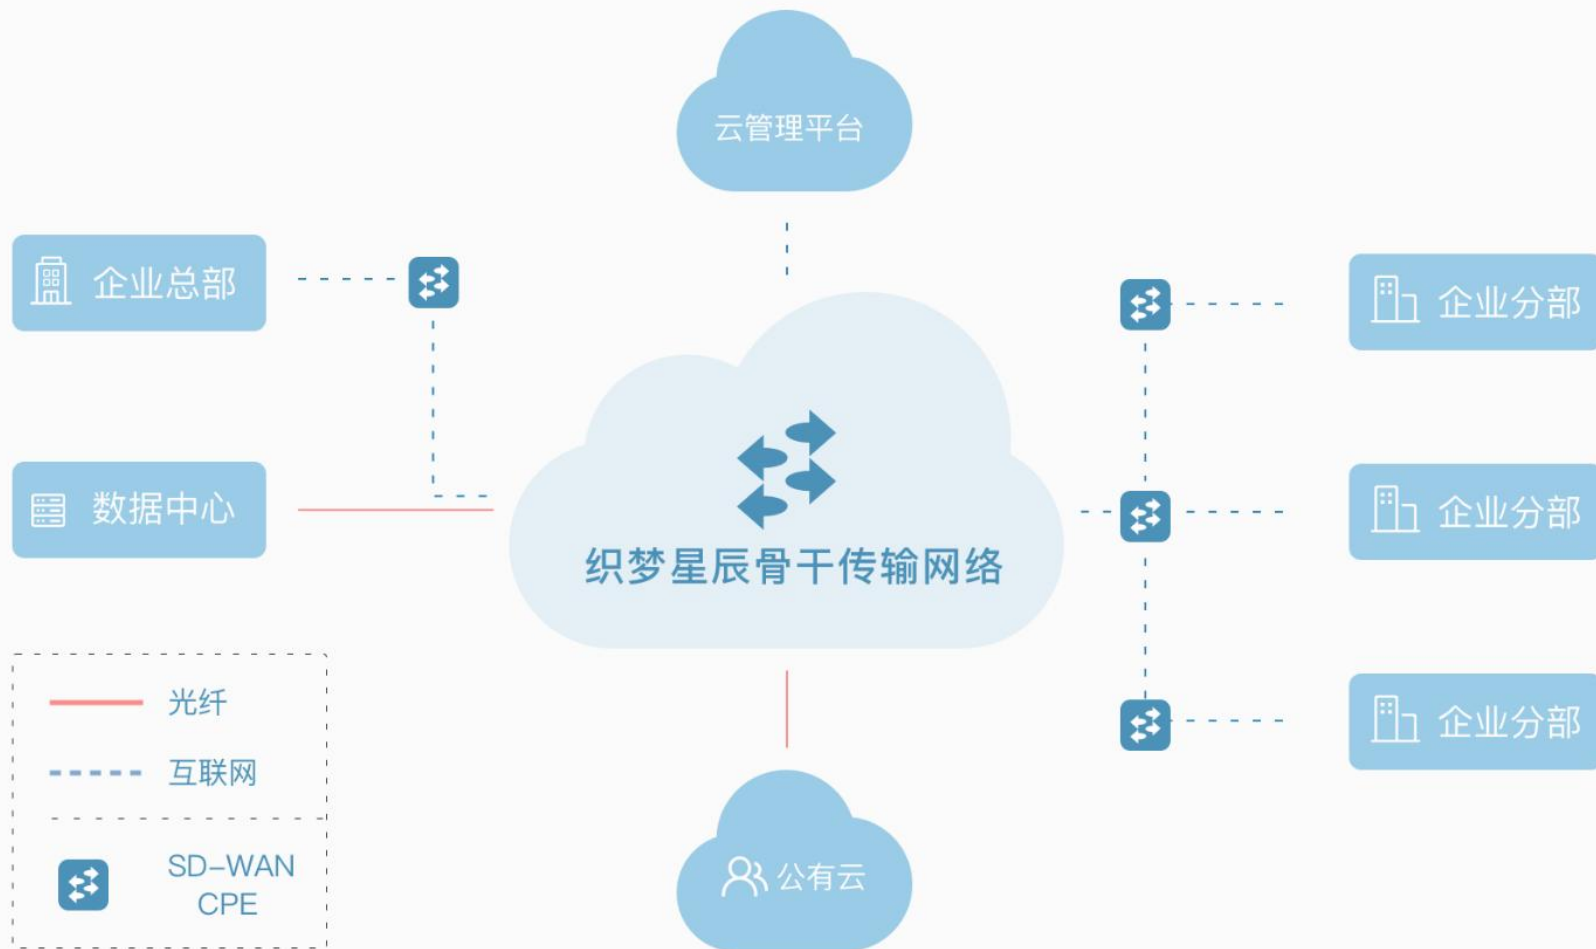 云管理平台
企业总部
企业分部
数据中心
企业分部
织梦星辰骨干传输网络
光纤
企业分部
互联网
SD-WAN
CPE
公有云